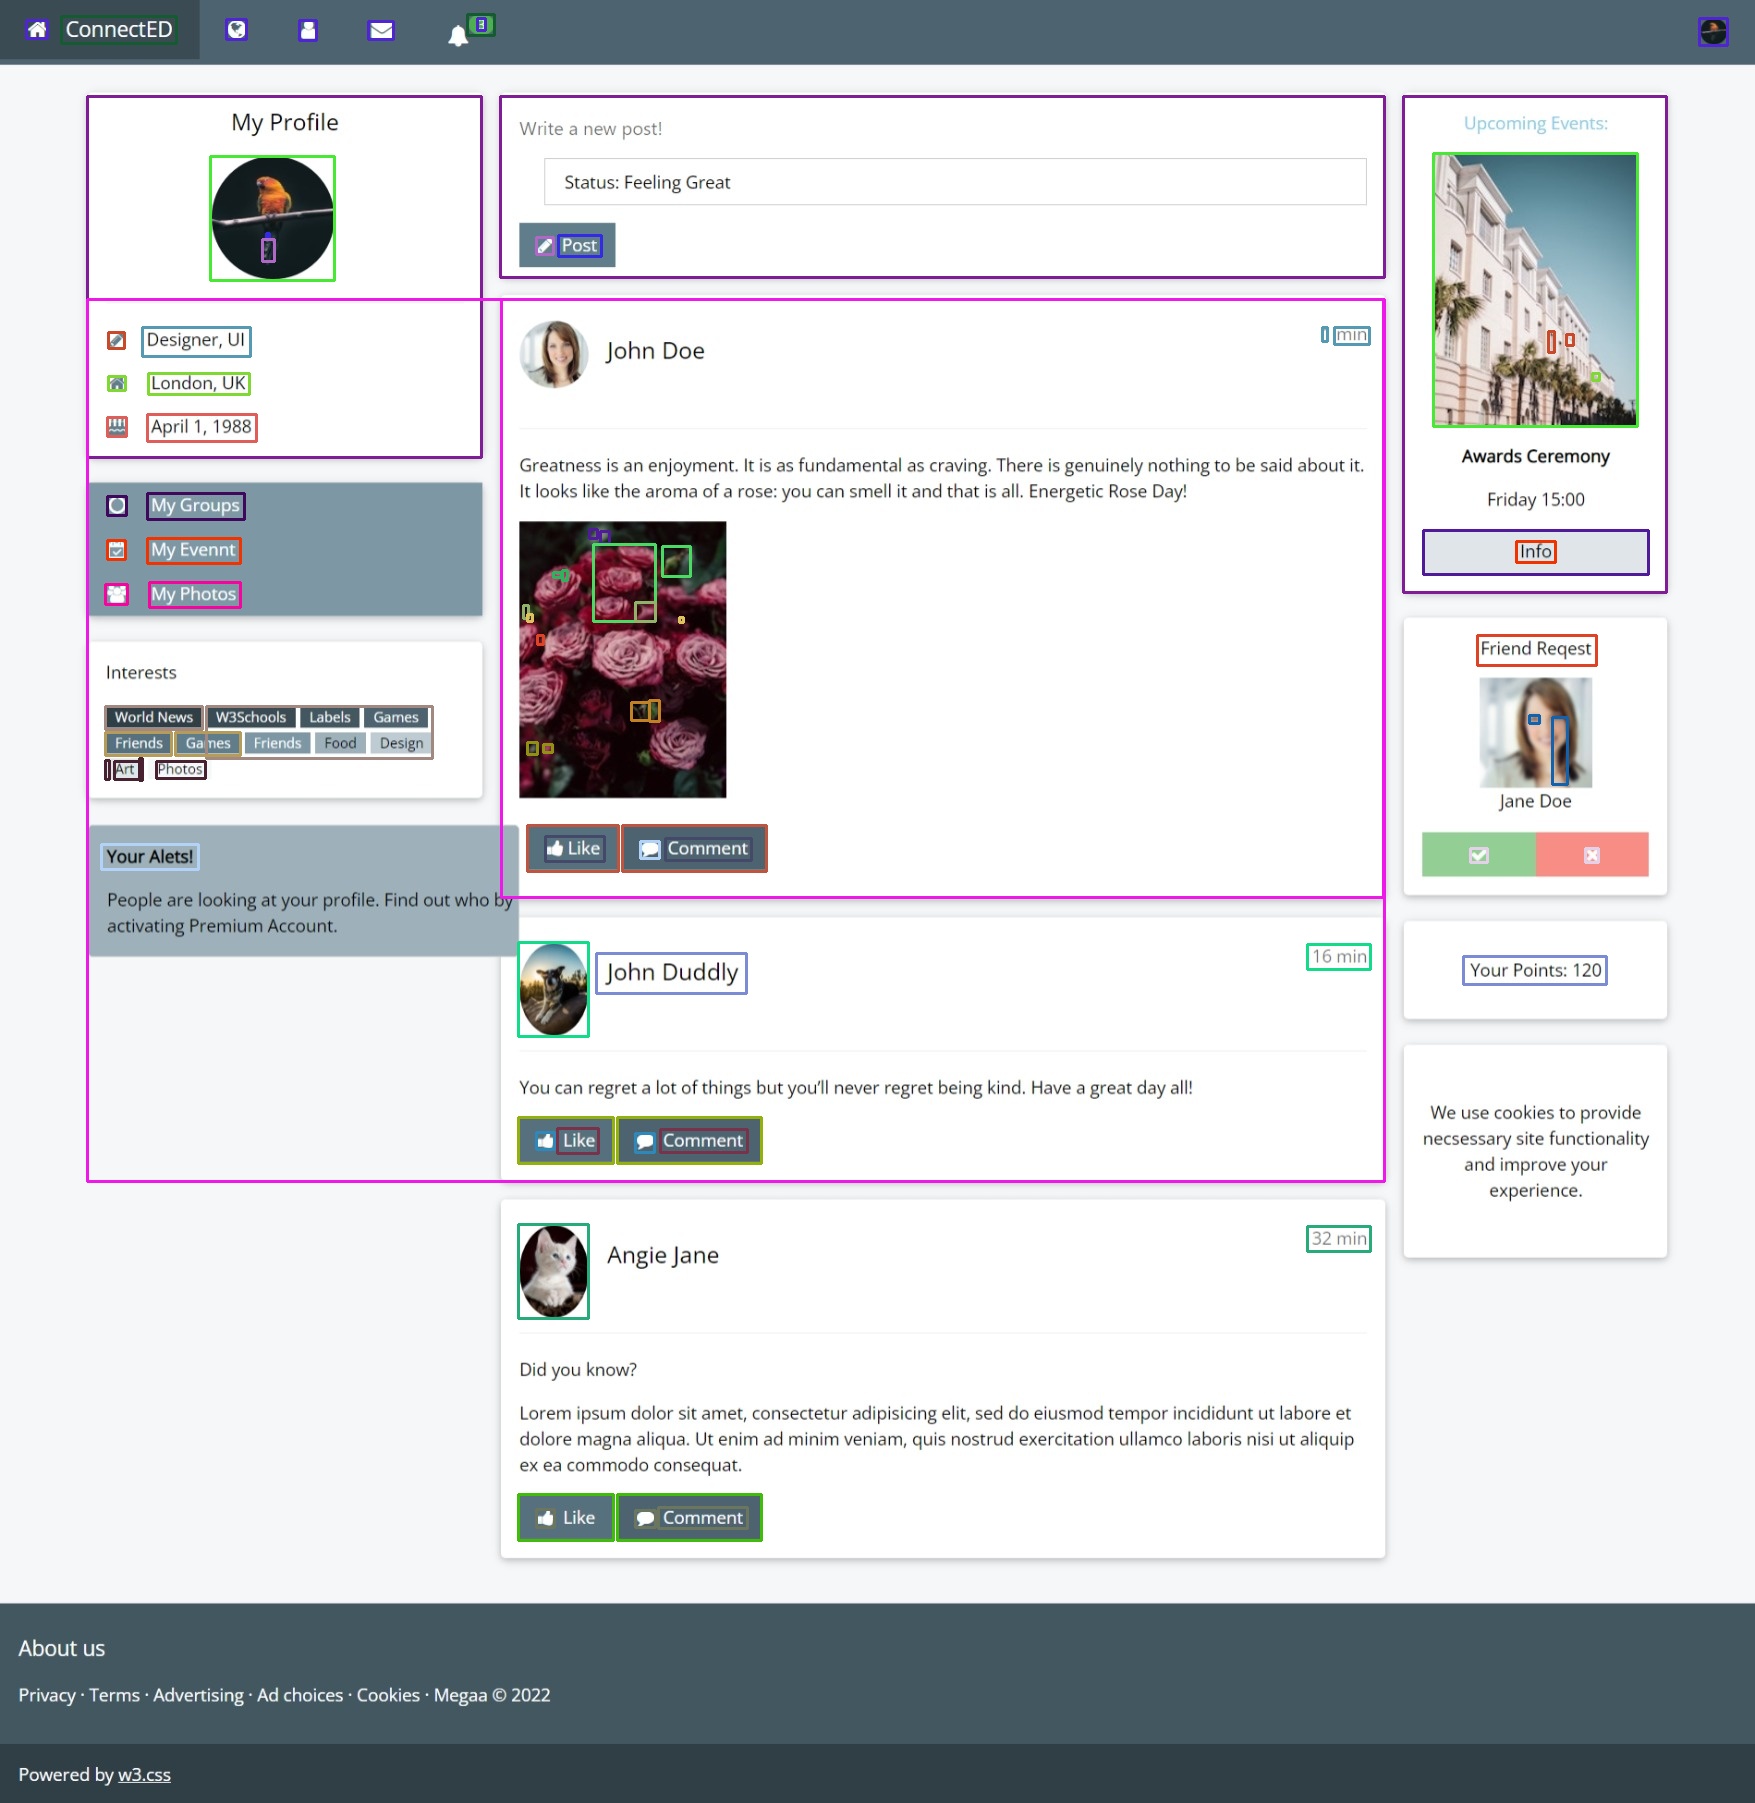 ConnectED
My Profile
Designer, UI
London, UK
April 1, 1988
My Groups
My Evennt
My Photos
Interests
World News W3Schools Labels Games
Friends Games Friends Food Design
Art Photos
Your Alets!
People are looking at your profile. Find out who by
activating Premium Account.
Write a new post!
Status: Feeling Great
Post
John Doe
min
Greatness is an enjoyment. It is as fundamental as craving. There is genuinely nothing to be said about it.
It looks like the aroma of a rose: you can smell it and that is all. Energetic Rose Day!
Like Comment
John Duddly
16 min
You can regret a lot of things but you’ll never regret being kind. Have a great day all!
Like Comment
Angie Jane
32 min
Did you know?
Lorem ipsum dolor sit amet, consectetur adipisicing elit, sed do eiusmod tempor incididunt ut labore et
dolore magna aliqua. Ut enim ad minim veniam, quis nostrud exercitation ullamco laboris nisi ut aliquip
ex ea commodo consequat.
Like Comment
Upcoming Events:
Awards Ceremony
Friday 15:00
Info
Friend Reqest
Jane Doe
Your Points: 120
We use cookies to provide
necsessary site functionality
and improve your
experience.
About us
Privacy · Terms · Advertising · Ad choices · Cookies · Megaa © 2022
Powered by w3.css